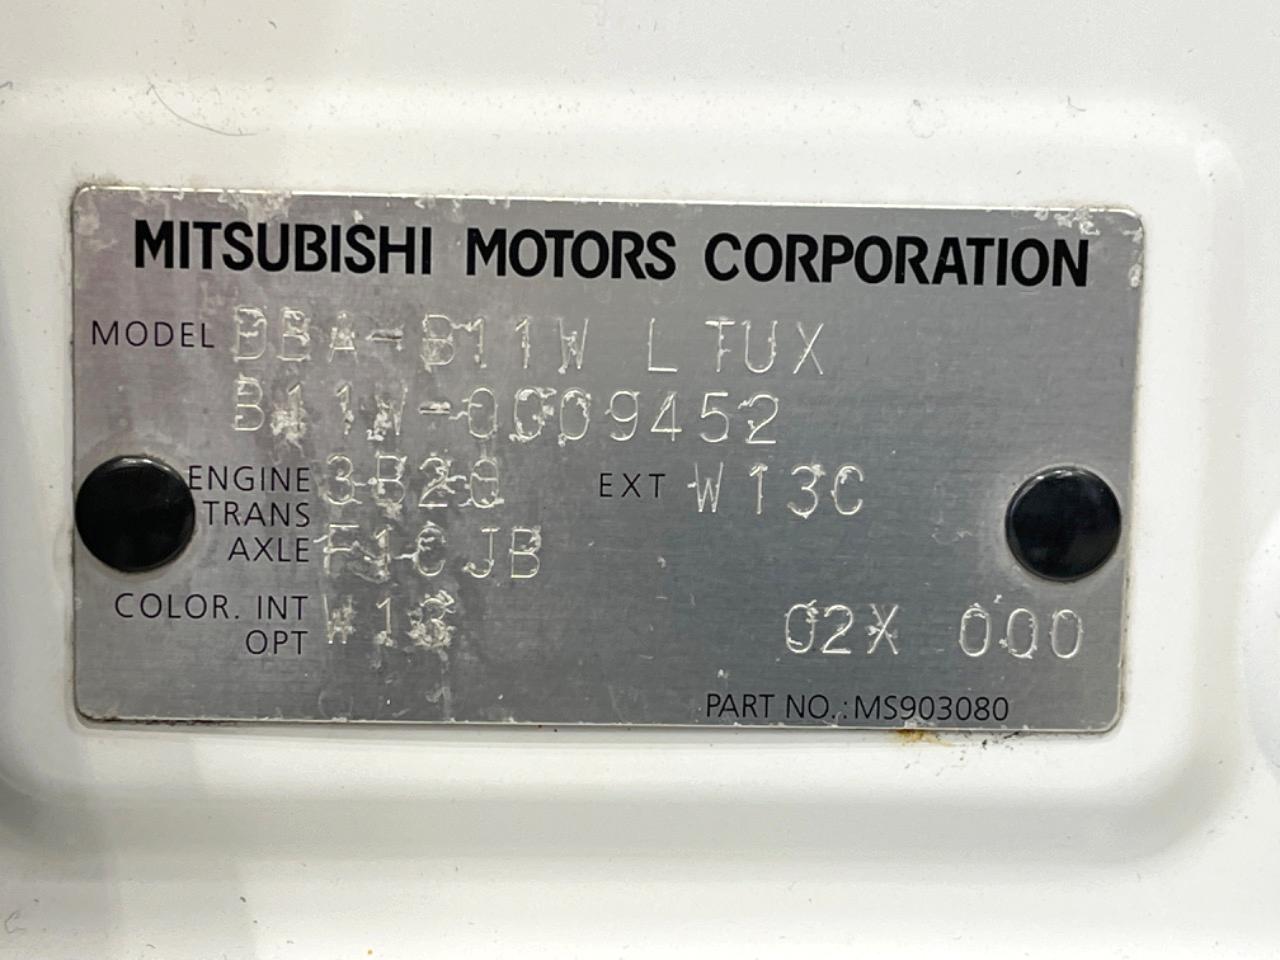 MITSUBISHI MOTORS CORPORATION
MODEL DBA-B11W LTUX
B11W-0009452
ENGINE 3B20 EXT W13C
TRANS
AXLE F1CJB
COLOR. INT W13
OPT 02X 000
PART NO.:MS903080